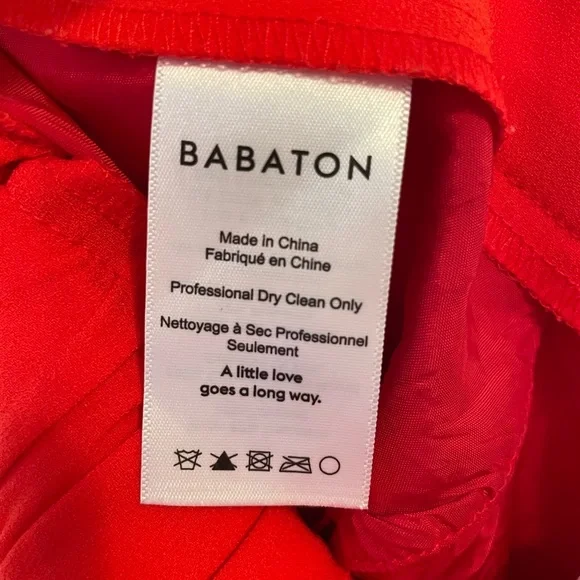 BABATON
Made in China
Fabriqué en Chine
Professional Dry Clean Only
Nettoyage à Sec Professionnel
Seulement
A little love
goes a long way.